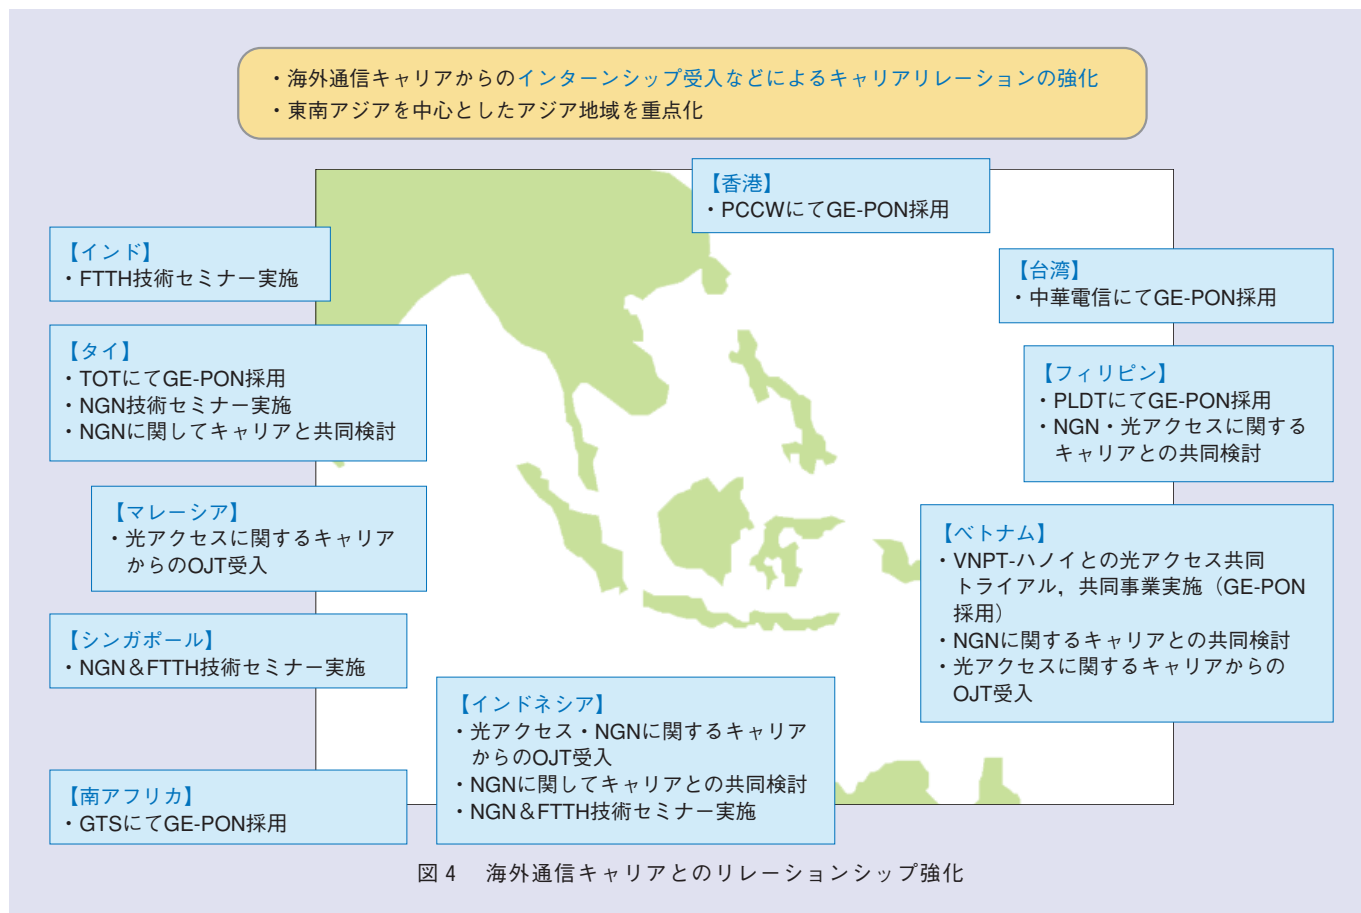 ・海外通信キャリアからのインターンシップ受入などによるキャリアリレーションの強化
・東南アジアを中心としたアジア地域を重点化
【香港】
・PCCWにてGE-PON採用
【インド】
・FTTH技術セミナー実施
【台湾】
・中華電信にてGE-PON採用
【タイ】
・TOTにてGE-PON採用
・NGN技術セミナー実施
・NGNに関してキャリアと共同検討
【フィリピン】
・PLDTにてGE-PON採用
・NGN・光アクセスに関する
キャリアとの共同検討
【マレーシア】
・光アクセスに関するキャリア
からのOJT受入
【ベトナム】
・VNPT-ハノイとの光アクセス共同
トライアル，共同事業実施（GE-PON
採用）
・NGNに関するキャリアとの共同検討
・光アクセスに関するキャリアからの
OJT受入
【シンガポール】
・NGN＆FTTH技術セミナー実施
【インドネシア】
・光アクセス・NGNに関するキャリア
からのOJT受入
・NGNに関してキャリアとの共同検討
・NGN＆FTTH技術セミナー実施
【南アフリカ】
・GTSにてGE-PON採用
図4　海外通信キャリアとのリレーションシップ強化